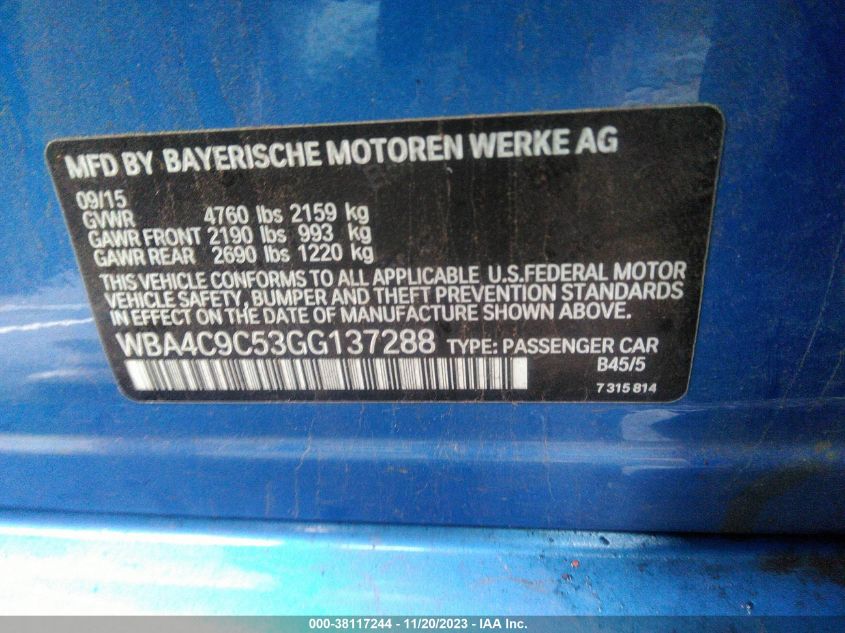 MFD BY BAYERISCHE MOTOREN WERKE AG
09/15
GVWR 4760 lbs 2159 kg
GAWR FRONT 2190 lbs 993 kg
GAWR REAR 2690 lbs 1220 kg
THIS VEHICLE CONFORMS TO ALL APPLICABLE U.S.FEDERAL MOTOR
VEHICLE SAFETY, BUMPER AND THEFT PREVENTION STANDARDS
IN EFFECT ON THE DATE OF MANUFACTURE SHOWN ABOVE.
WBA4C9C53GG137288 TYPE: PASSENGER CAR
B45/5
7 315 814
000-38117244 - 11/20/2023 - IAA Inc.